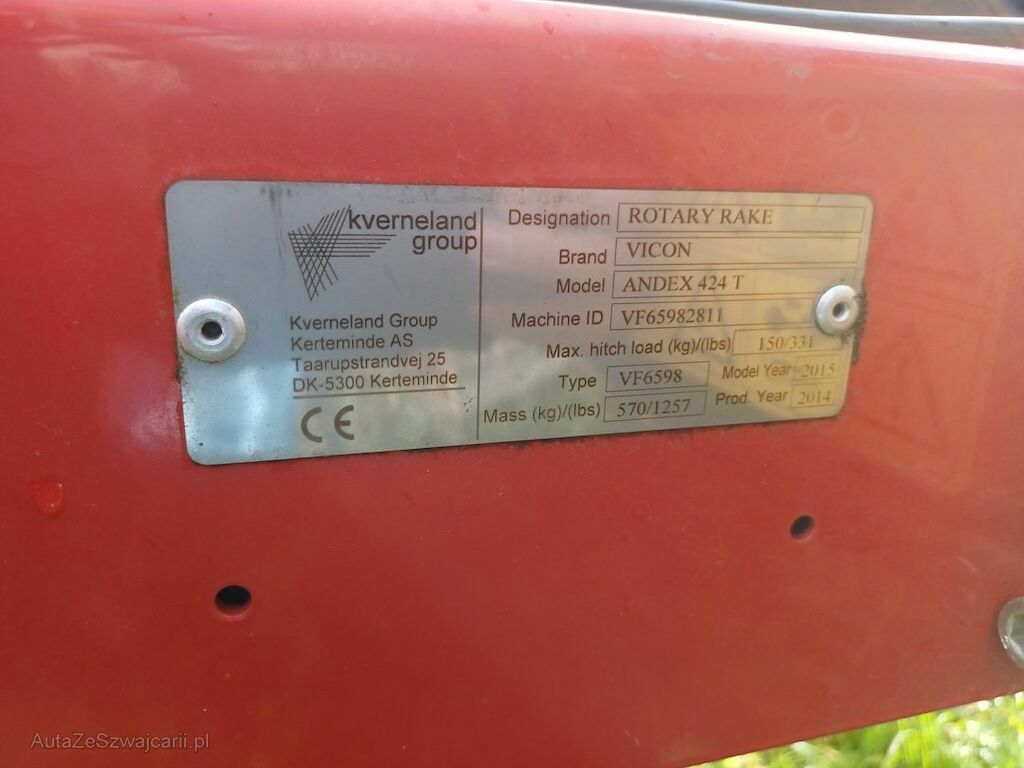 kverneland
group
Kverneland Group
Kerteminde AS
Taarupstrandvej 25
DK-5300 Kerteminde
CE
Designation ROTARY RAKE
Brand VICON
Model ANDEX 424 T
Machine ID VF65982811
Max. hitch load (kg)/(lbs) 150/331
Type VF6598 Model Year 2015
Mass (kg)/(lbs) 570/1257 Prod. Year 2014
AutaZeSzwajcarii.pl